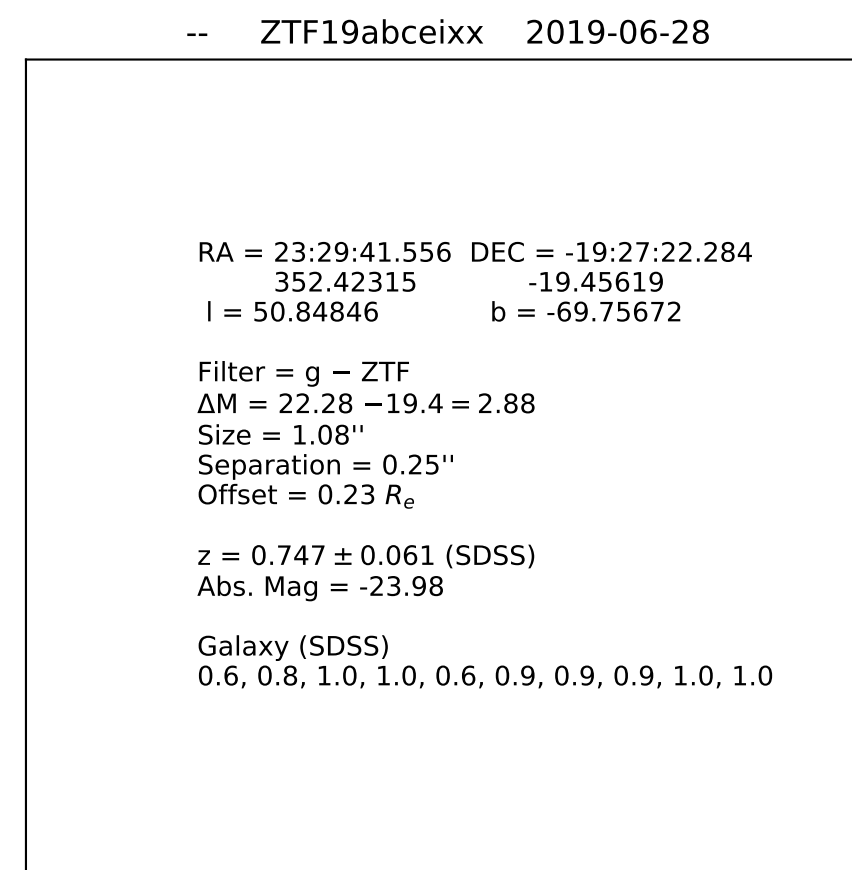 --    ZTF19abceixx    2019-06-28
RA = 23:29:41.556  DEC = -19:27:22.284
352.42315    -19.45619
l = 50.84846    b = -69.75672
Filter = g − ZTF
ΔM = 22.28 −19.4 = 2.88
Size = 1.08''
Separation = 0.25''
Offset = 0.23 Rₑ
z = 0.747 ± 0.061 (SDSS)
Abs. Mag = -23.98
Galaxy (SDSS)
0.6, 0.8, 1.0, 1.0, 0.6, 0.9, 0.9, 0.9, 1.0, 1.0